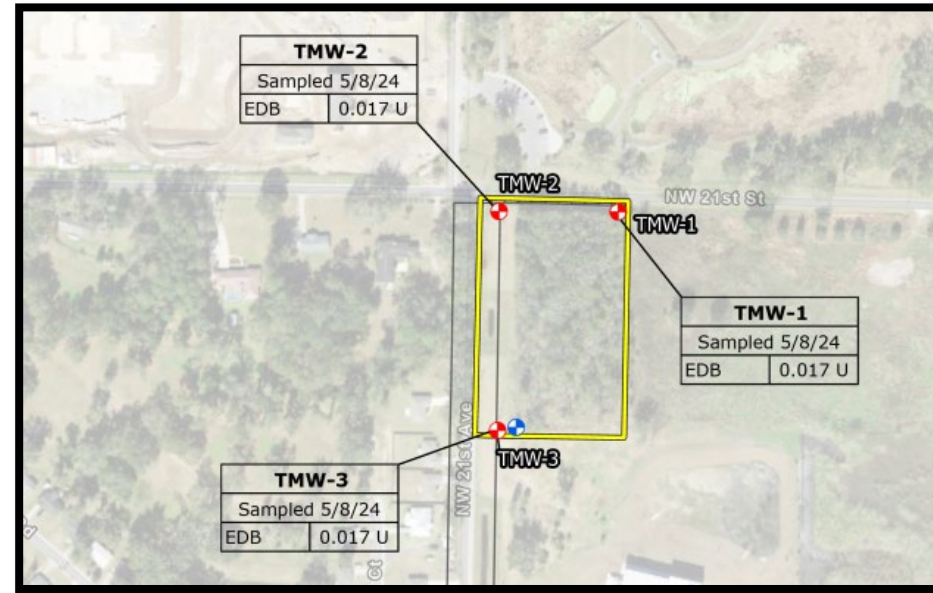 TMW-2
Sampled 5/8/24
EDB 0.017 U
TMW-2
NW 21st St
TMW-1
TMW-1
Sampled 5/8/24
EDB 0.017 U
NW 21st Ave
TMW-3
TMW-3
Sampled 5/8/24
EDB 0.017 U
Ct